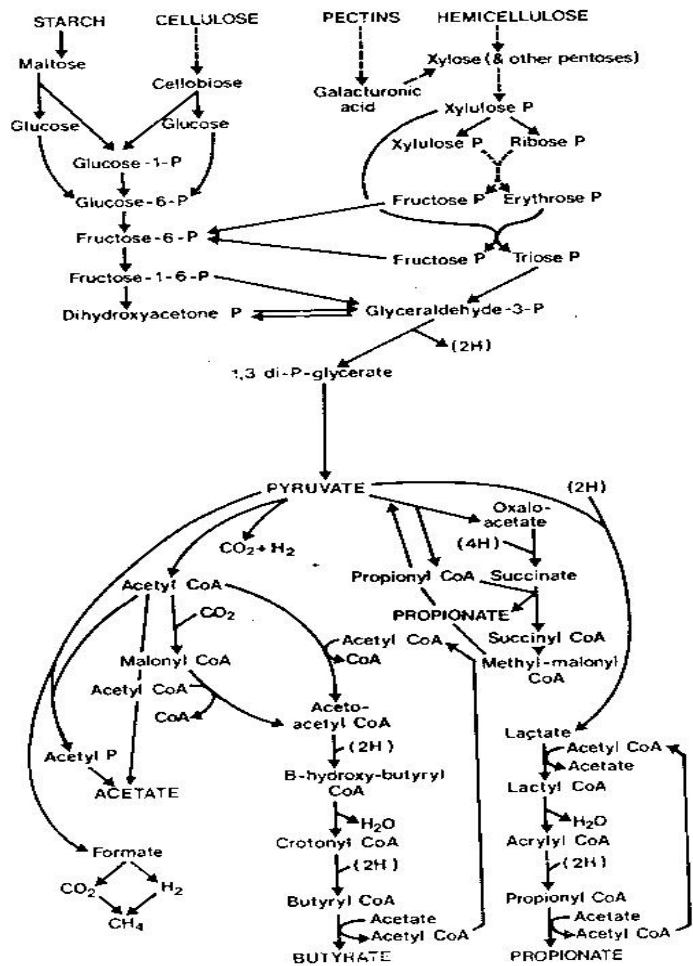 STARCH CELLULOSE PECTINS HEMICELLULOSE
Maltose Xylose (& other pentoses)
Cellobiose Galacturonic
acid
Xylulose P
Glucose Glucose
Xylulose P Ribose P
Glucose-1-P
Glucose-6-P Fructose P Erythrose P
Fructose-6-P
Fructose P Triose P
Fructose-1-6-P
Dihydroxyacetone P Glyceraldehyde-3-P
(2H)
1,3 di-P-glycerate
PYRUVATE (2H)
Oxalo-
acetate
CO2+H2 (4H)
Acetyl CoA Propionyl CoA Succinate
CO2 PROPIONATE
Acetyl CoA Succinyl CoA
Malonyl CoA CoA Methyl-malonyl
CoA
Acetyl CoA
CoA Aceto-
acetyl CoA
Lactate
Acetyl P (2H) Acetyl CoA
Acetate
ACETATE B-hydroxy-butyryl
CoA
Lactyl CoA
H2O H2O
Formate Crotonyl CoA Acrylyl CoA
(2H) (2H)
CO2 H2 Butyryl CoA Propionyl CoA
CH4 Acetate Acetate
Acetyl CoA Acetyl CoA
BUTYRATE PROPIONATE